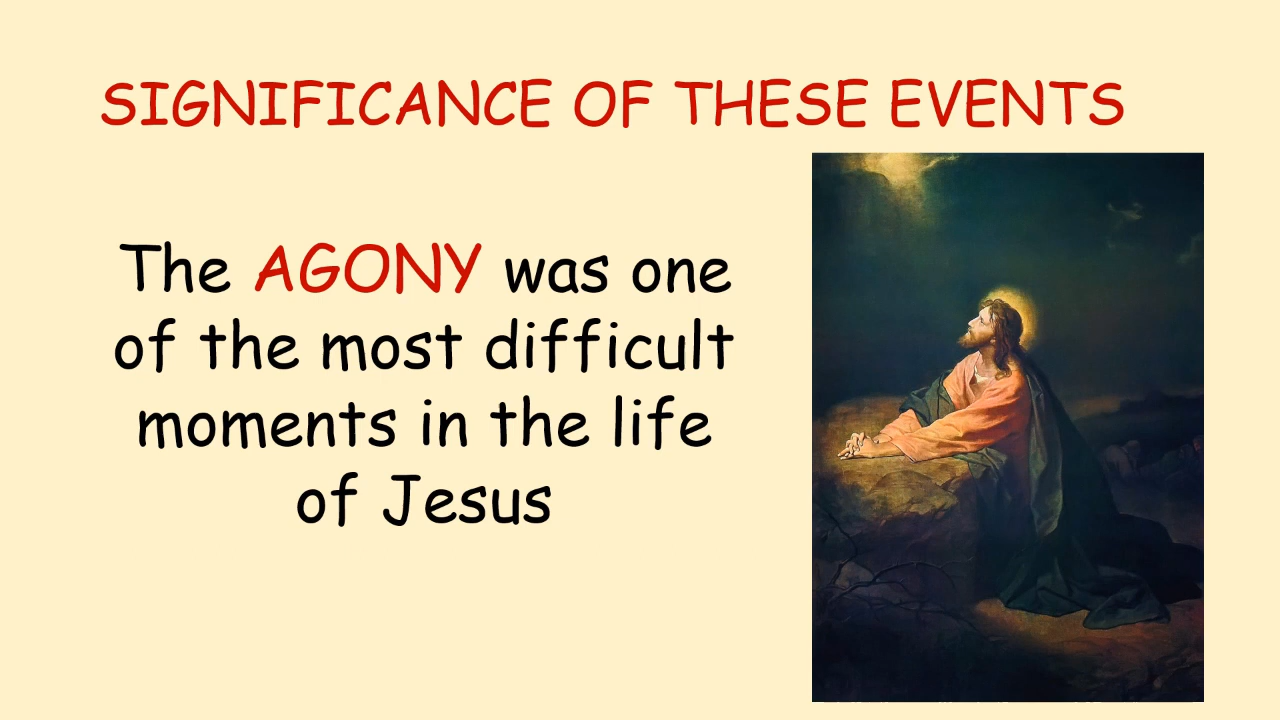 SIGNIFICANCE OF THESE EVENTS
The AGONY was one
of the most difficult
moments in the life
of Jesus